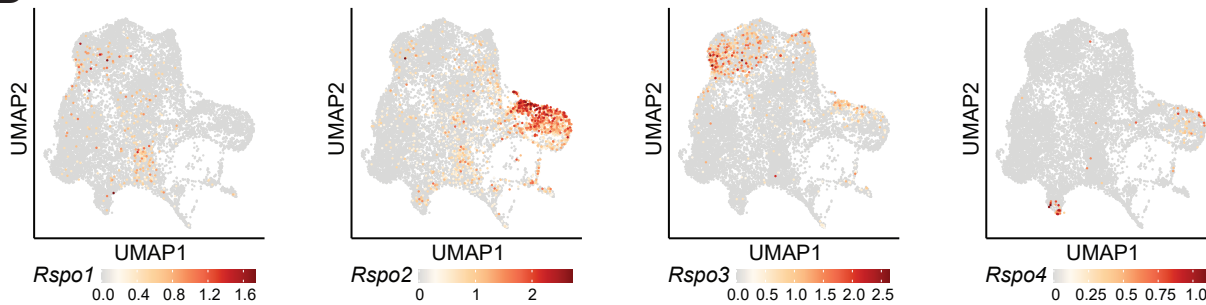 UMAP2 UMAP2 UMAP2 UMAP2
UMAP1 UMAP1 UMAP1 UMAP1
Rspo1 Rspo2 Rspo3 Rspo4
0.0 0.4 0.8 1.2 1.6 0 1 2 0.0 0.5 1.0 1.5 2.0 2.5 0 0.25 0.5 0.75 1.0